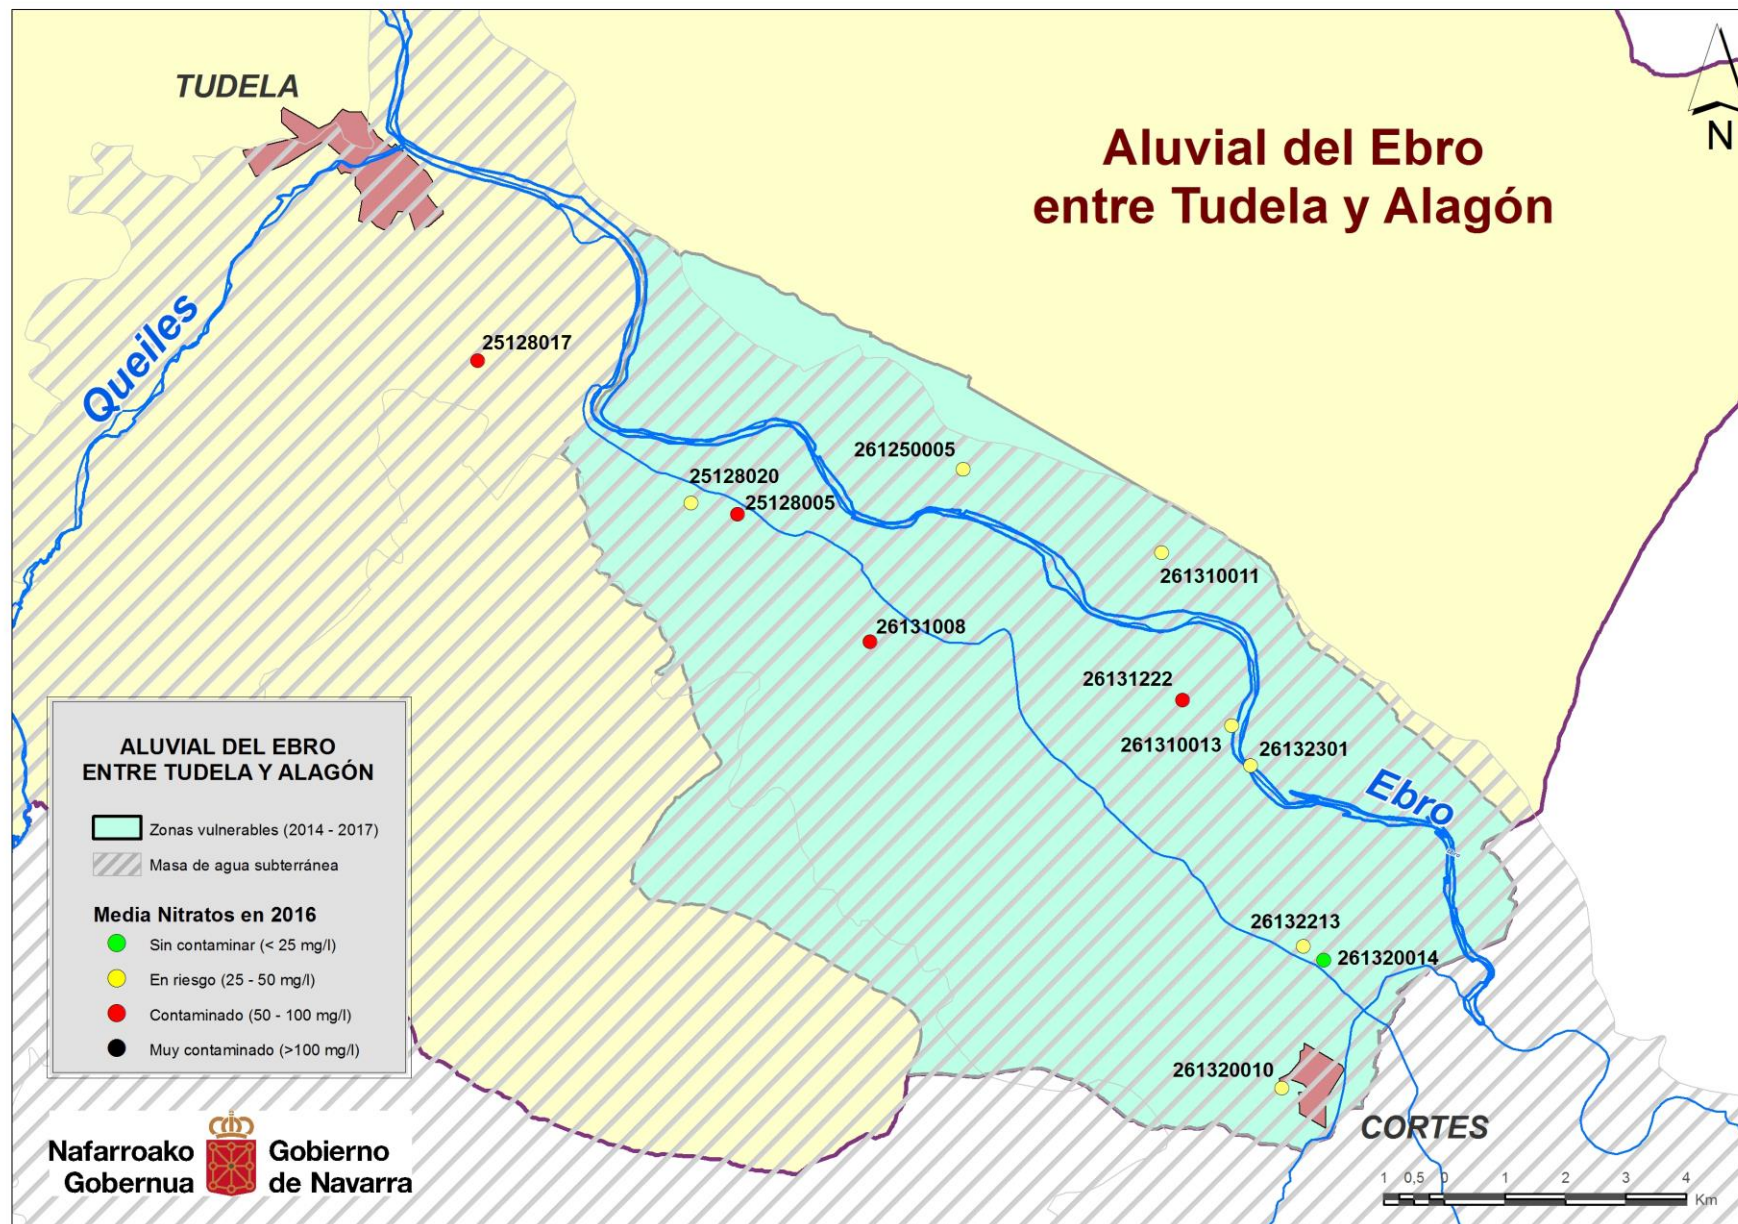 TUDELA
Aluvial del Ebro
entre Tudela y Alagón
N
Queiles
25128017
261250005
25128020
25128005
261310011
26131008
26131222
261310013
26132301
Ebro
26132213
261320014
261320010
CORTES
ALUVIAL DEL EBRO
ENTRE TUDELA Y ALAGÓN
Zonas vulnerables (2014 - 2017)
Masa de agua subterránea
Media Nitratos en 2016
Sin contaminar (< 25 mg/l)
En riesgo (25 - 50 mg/l)
Contaminado (50 - 100 mg/l)
Muy contaminado (>100 mg/l)
Nafarroako
Gobernua
Gobierno
de Navarra
1 0,5 0 1 2 3 4
Km